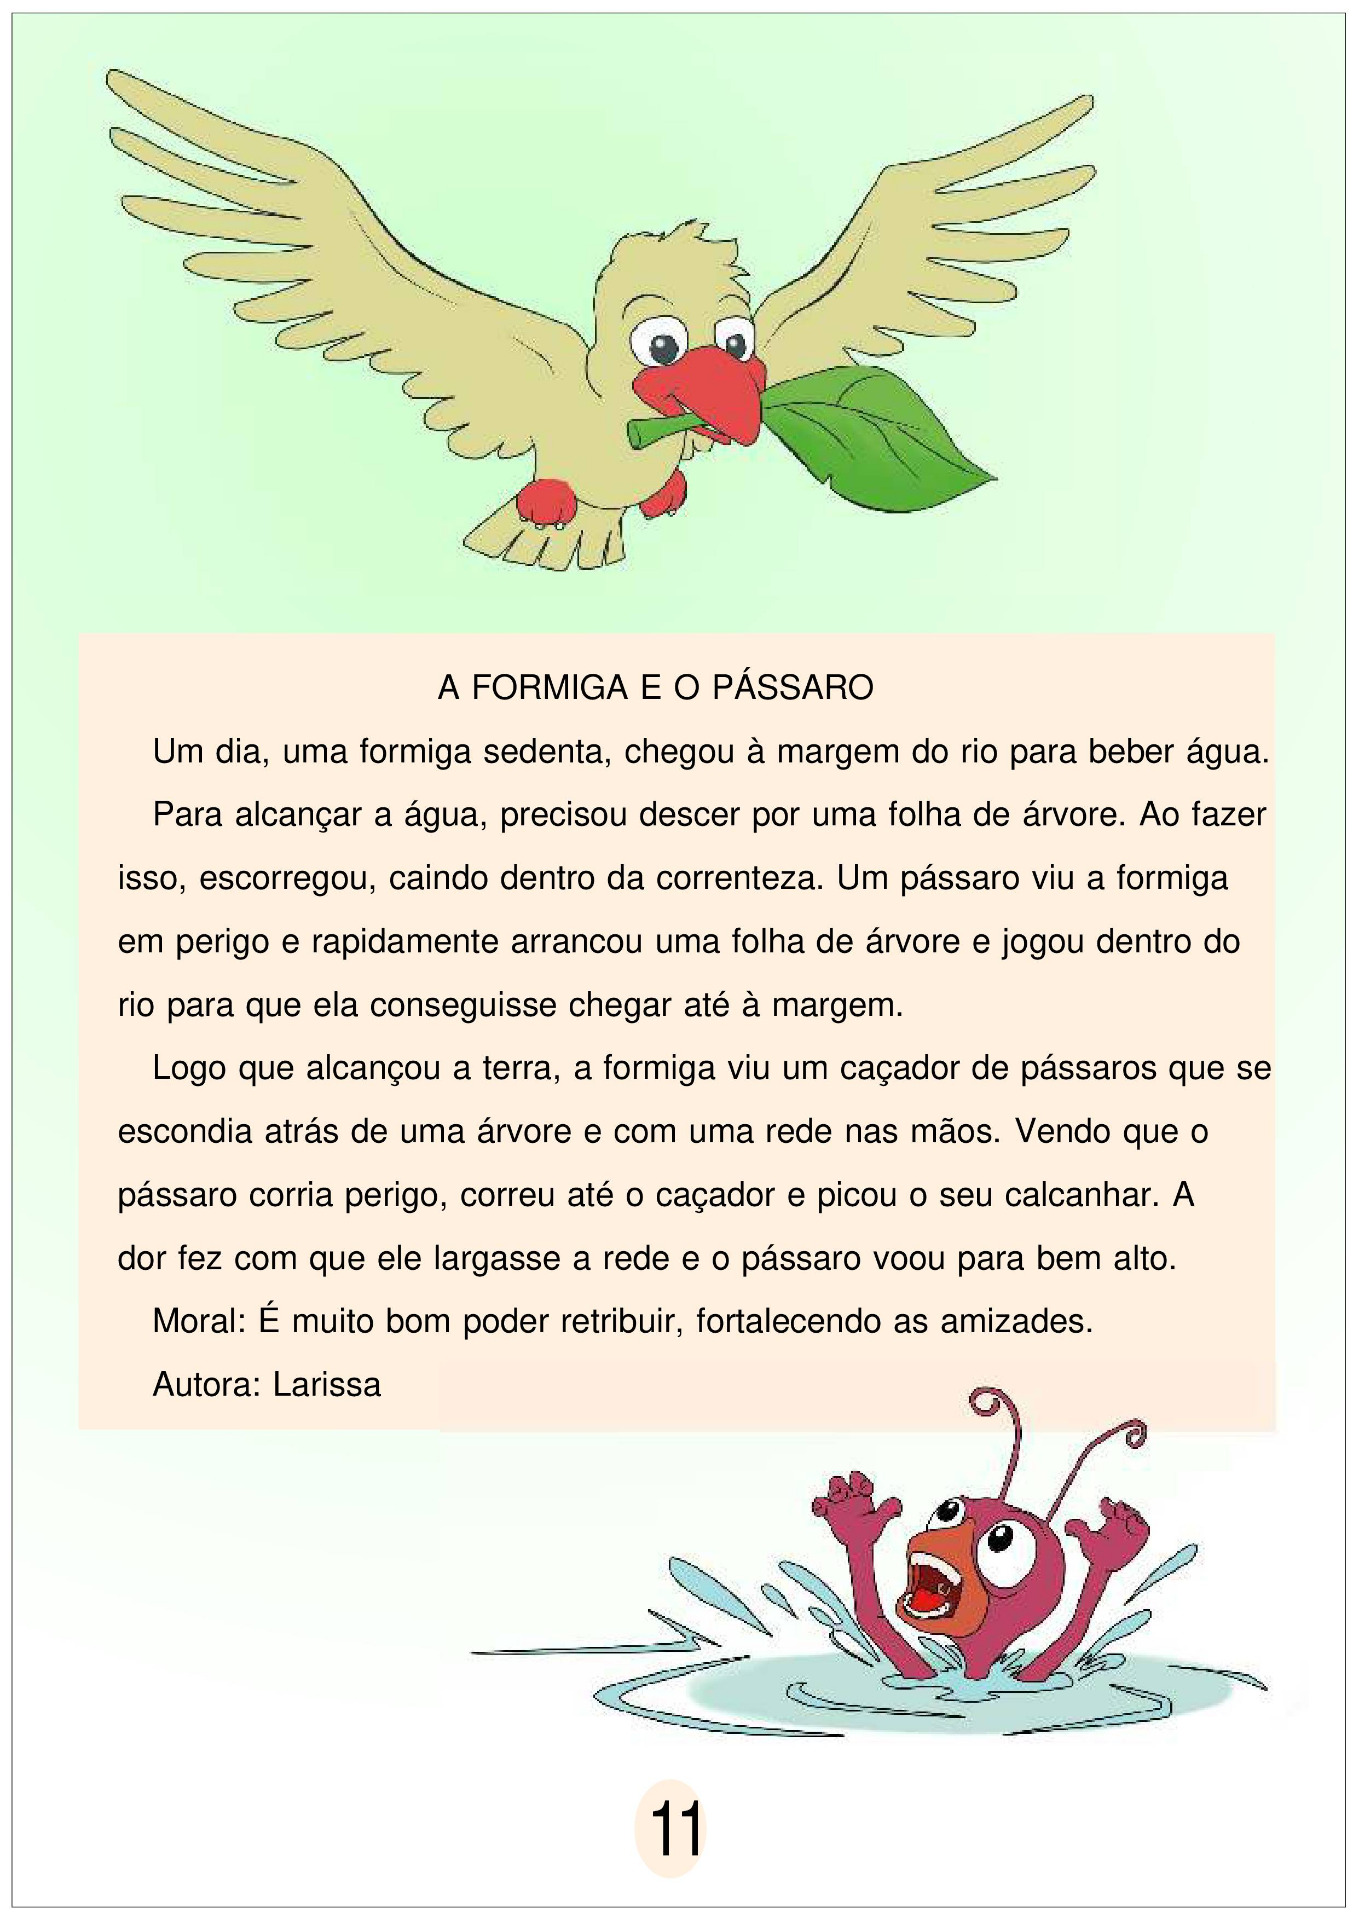 A FORMIGA E O PÁSSARO
Um dia, uma formiga sedenta, chegou à margem do rio para beber água.
Para alcançar a água, precisou descer por uma folha de árvore. Ao fazer
isso, escorregou, caindo dentro da correnteza. Um pássaro viu a formiga
em perigo e rapidamente arrancou uma folha de árvore e jogou dentro do
rio para que ela conseguisse chegar até à margem.
Logo que alcançou a terra, a formiga viu um caçador de pássaros que se
escondia atrás de uma árvore e com uma rede nas mãos. Vendo que o
pássaro corria perigo, correu até o caçador e picou o seu calcanhar. A
dor fez com que ele largasse a rede e o pássaro voou para bem alto.
Moral: É muito bom poder retribuir, fortalecendo as amizades.
Autora: Larissa
11